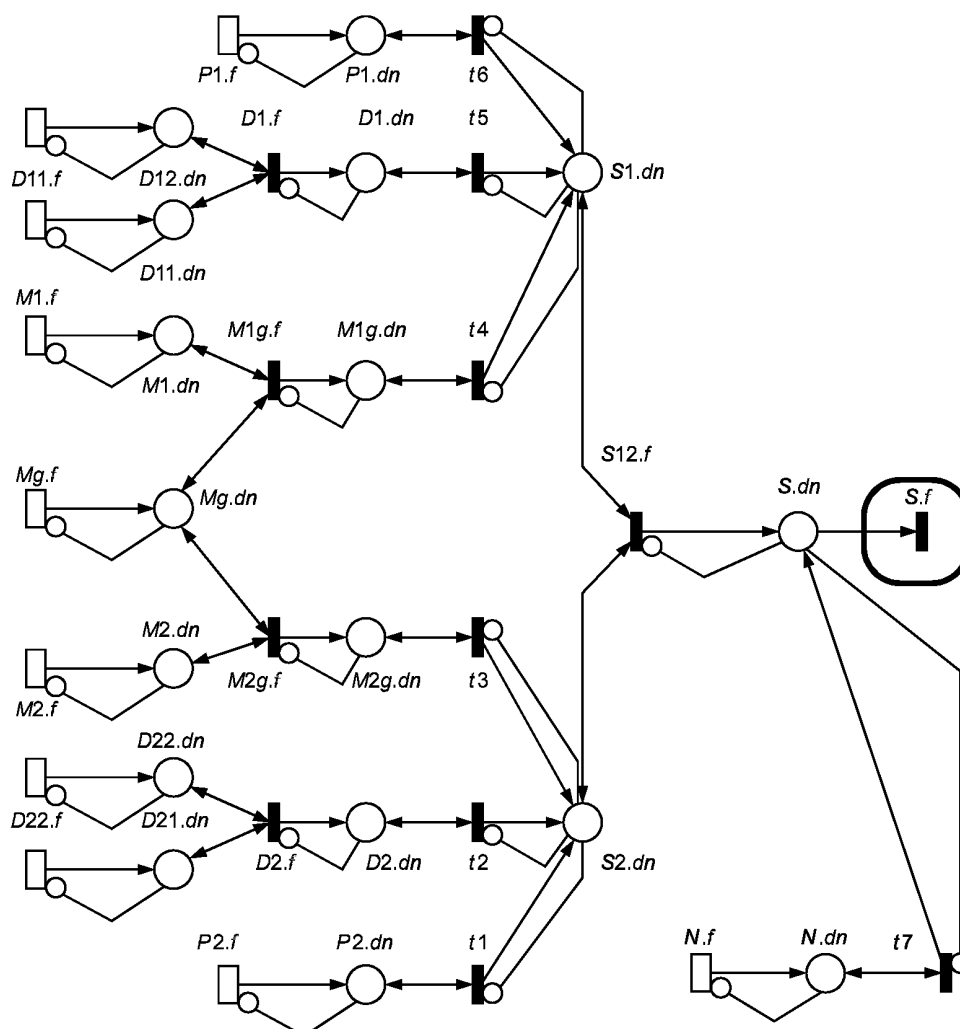 P1.f P1.dn t6
D1.f D1.dn t5
D11.f D12.dn S1.dn
D11.dn
M1.f M1g.f M1g.dn t4
M1.dn
S12.f
Mg.f Mg.dn S.dn S.f
M2.dn
M2.f M2g.f M2g.dn t3
D22.dn
D22.f D21.dn
D2.f D2.dn t2 S2.dn
P2.f P2.dn t1 N.f N.dn t7